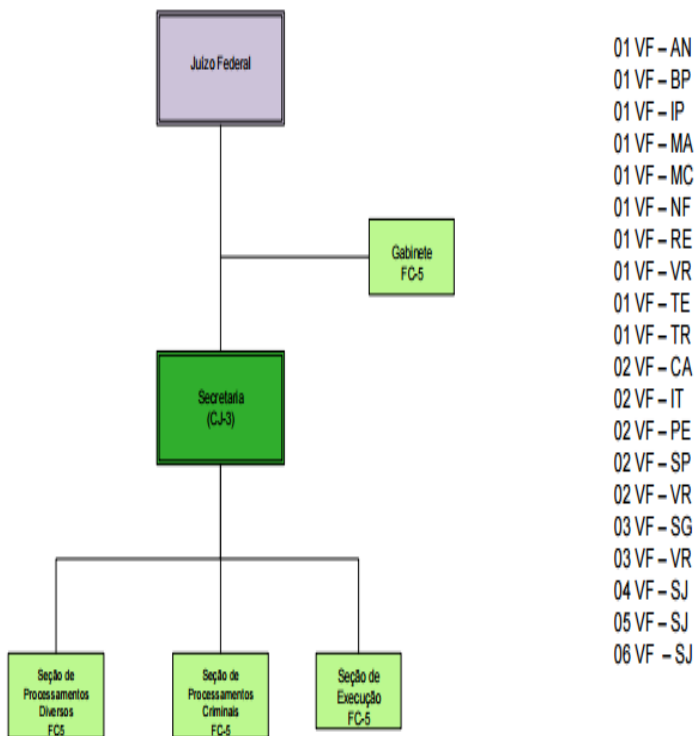 Juízo Federal
Gabinete
FC-5
Secretaria
(CJ-3)
Seção de
Processamentos
Diversos
FC5
Seção de
Processamentos
Criminais
FC-5
Seção de
Execução
FC-5
01 VF – AN
01 VF – BP
01 VF – IP
01 VF – MA
01 VF – MC
01 VF – NF
01 VF – RE
01 VF – VR
01 VF – TE
01 VF – TR
02 VF – CA
02 VF – IT
02 VF – PE
02 VF – SP
02 VF – VR
03 VF – SG
03 VF – VR
04 VF – SJ
05 VF – SJ
06 VF – SJ